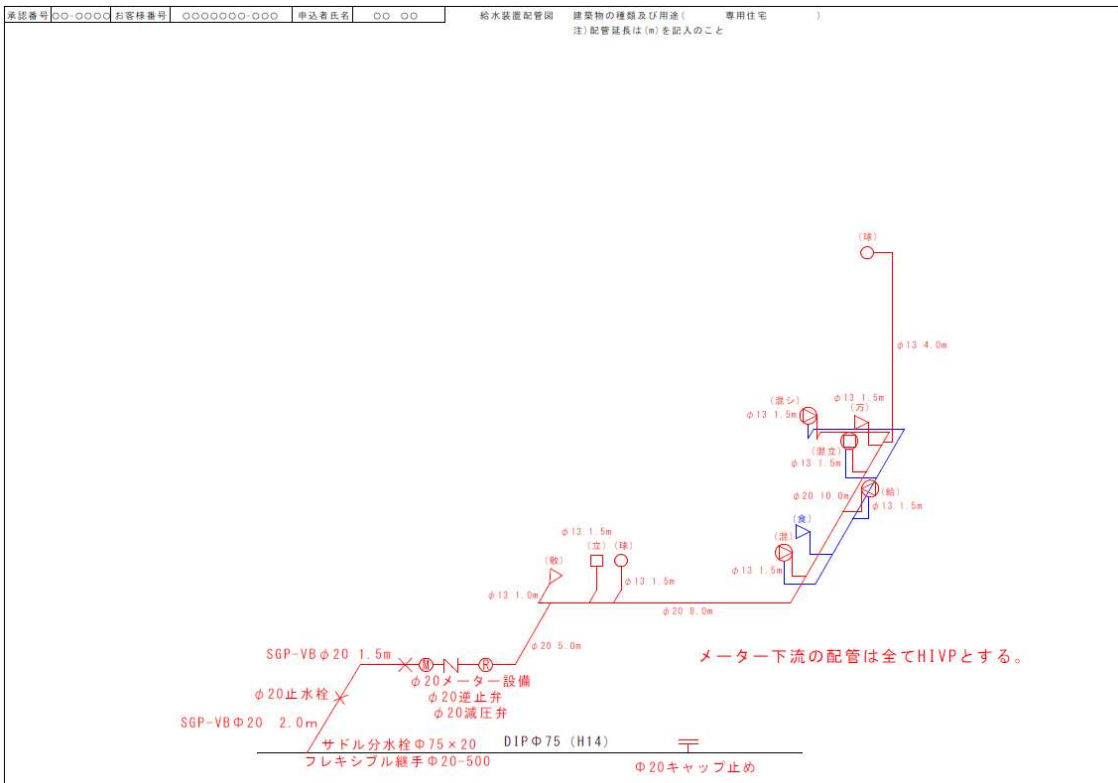 承認番号 ○○-○○○○ お客様番号 ○○○○○○○-○○○ 申込者氏名 ○○ ○○ 給水装置配管図 建築物の種類及び用途( 専用住宅 )
注)配管延長は(m)を記入のこと
(球)
φ13 4.0m
(混シ)
φ13 1.5m
φ13 1.5m
(万)
(混立)
φ13 1.5m
φ20 10.0m
(給)
φ13 1.5m
(食)
(混)
φ13 1.5m
φ13 1.5m
(散)
(立)
(球)
φ13 1.0m
φ13 1.5m
φ20 8.0m
φ20 5.0m
SGP-VBφ20 1.5m
M
R
φ20メーター設備
φ20逆止弁
φ20減圧弁
メーター下流の配管は全てHIVPとする。
φ20止水栓
SGP-VBΦ20 2.0m
サドル分水栓Φ75×20
DIPΦ75 (H14)
フレキシブル継手Φ20-500
Φ20キャップ止め